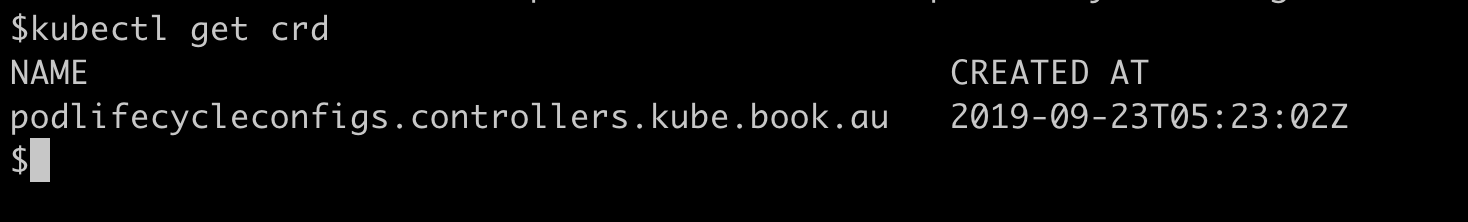 $kubectl get crd
NAME                                           CREATED AT
podlifecycleconfigs.controllers.kube.book.au   2019-09-23T05:23:02Z
$